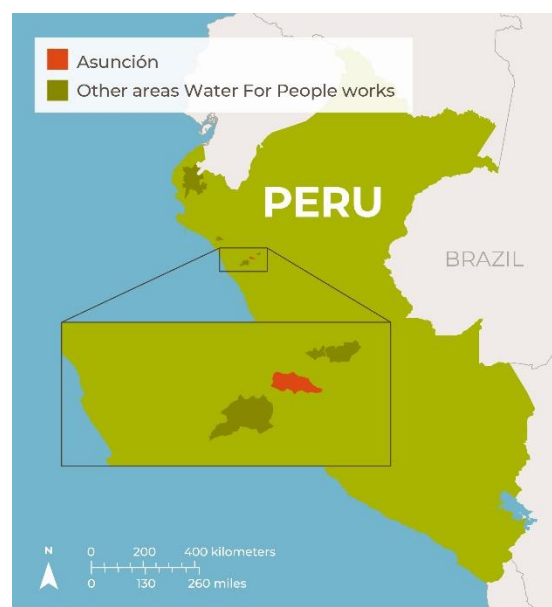 Asunción
Other areas Water For People works
PERU
BRAZIL
N
0 200 400 kilometers
0 130 260 miles